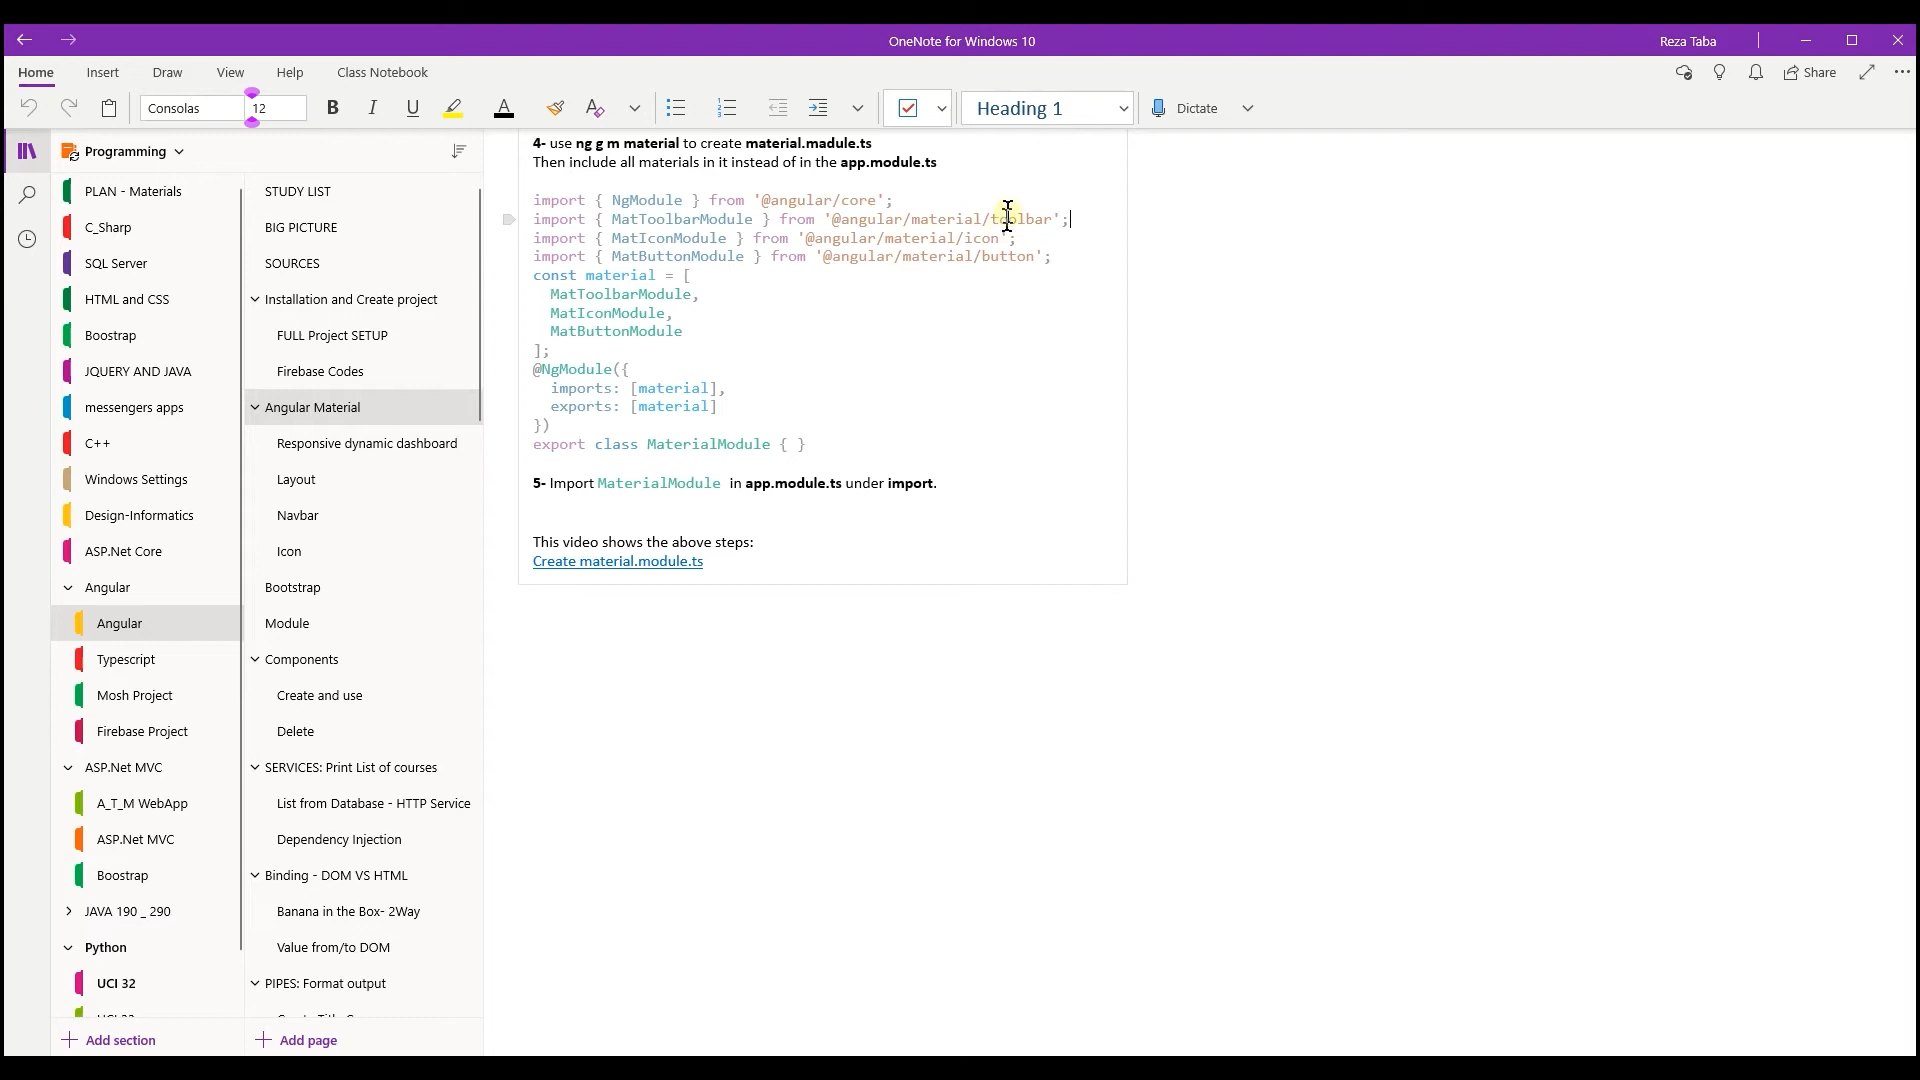 OneNote for Windows 10
Reza Taba
Home Insert Draw View Help Class Notebook
Share
Consolas 12 B I U A Heading 1 Dictate
Programming
PLAN - Materials
C_Sharp
SQL Server
HTML and CSS
Boostrap
JQUERY AND JAVA
messengers apps
C++
Windows Settings
Design-Informatics
ASP.Net Core
Angular
Angular
Typescript
Mosh Project
Firebase Project
ASP.Net MVC
A_T_M WebApp
ASP.Net MVC
Boostrap
JAVA 190 _ 290
Python
UCI 32
Add section
STUDY LIST
BIG PICTURE
SOURCES
Installation and Create project
FULL Project SETUP
Firebase Codes
Angular Material
Responsive dynamic dashboard
Layout
Navbar
Icon
Bootstrap
Module
Components
Create and use
Delete
SERVICES: Print List of courses
List from Database - HTTP Service
Dependency Injection
Binding - DOM VS HTML
Banana in the Box- 2Way
Value from/to DOM
PIPES: Format output
Add page
4- use ng g m material to create material.madule.ts
Then include all materials in it instead of in the app.module.ts
import { NgModule } from '@angular/core';
import { MatToolbarModule } from '@angular/material/toolbar';
import { MatIconModule } from '@angular/material/icon';
import { MatButtonModule } from '@angular/material/button';
const material = [
MatToolbarModule,
MatIconModule,
MatButtonModule
];
@NgModule({
imports: [material],
exports: [material]
})
export class MaterialModule { }
5- Import MaterialModule in app.module.ts under import.
This video shows the above steps:
Create material.module.ts